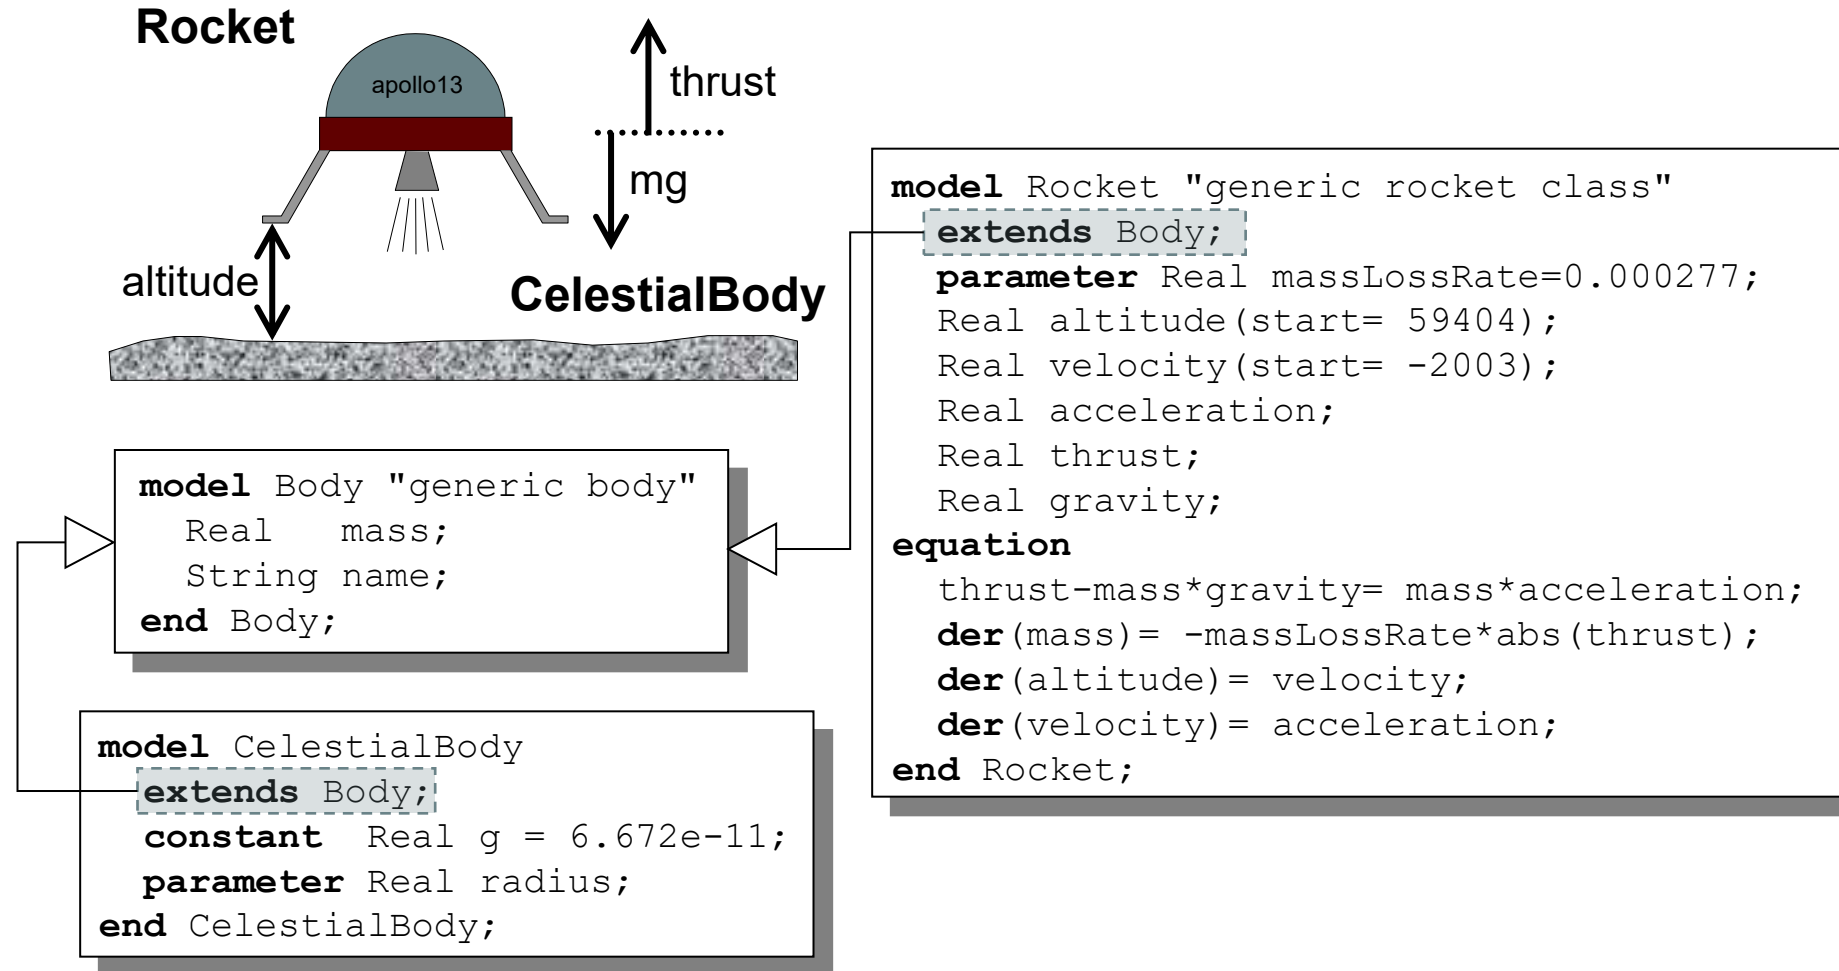 Rocket
apollo13
thrust
mg
altitude
CelestialBody
model Body "generic body"
  Real   mass;
  String name;
end Body;
model CelestialBody
  extends Body;
  constant  Real g = 6.672e-11;
  parameter Real radius;
end CelestialBody;
model Rocket "generic rocket class"
  extends Body;
  parameter Real massLossRate=0.000277;
  Real altitude(start= 59404);
  Real velocity(start= -2003);
  Real acceleration;
  Real thrust;
  Real gravity;
equation
  thrust-mass*gravity= mass*acceleration;
  der(mass)= -massLossRate*abs(thrust);
  der(altitude)= velocity;
  der(velocity)= acceleration;
end Rocket;